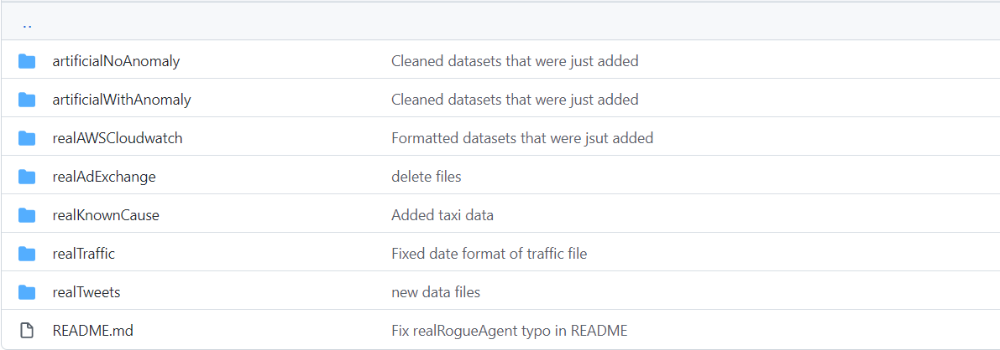 ..
artificialNoAnomaly Cleaned datasets that were just added
artificialWithAnomaly Cleaned datasets that were just added
realAWSCloudwatch Formatted datasets that were jsut added
realAdExchange delete files
realKnownCause Added taxi data
realTraffic Fixed date format of traffic file
realTweets new data files
README.md Fix realRogueAgent typo in README